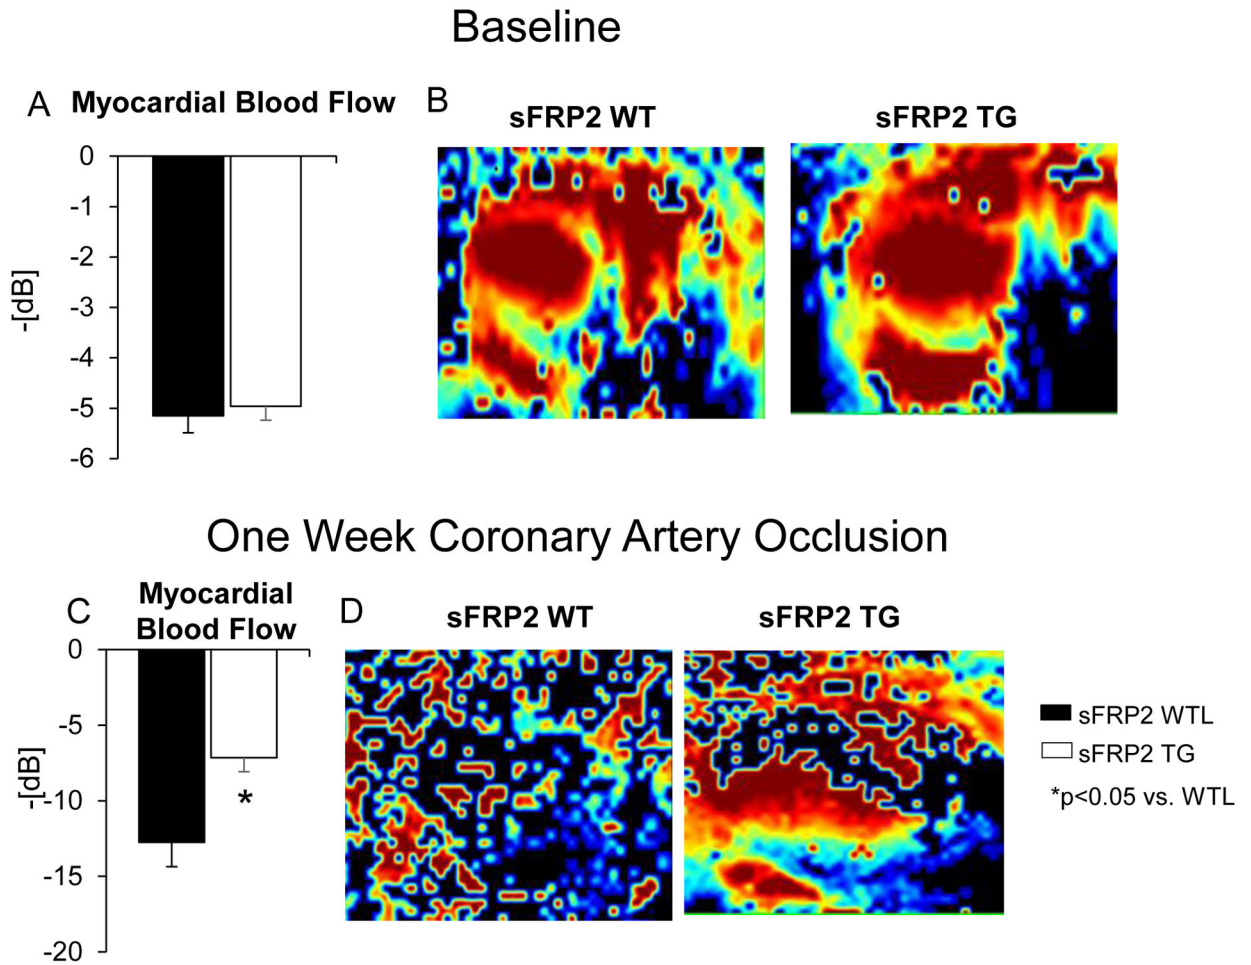 Baseline
A Myocardial Blood Flow
B
sFRP2 WT
sFRP2 TG
0
-1
-2
-3
-4
-5
-6
-[dB]
One Week Coronary Artery Occlusion
C Myocardial
Blood Flow
D
sFRP2 WT
sFRP2 TG
0
-5
-10
-15
-20
-[dB]
*
sFRP2 WTL
sFRP2 TG
*p<0.05 vs. WTL